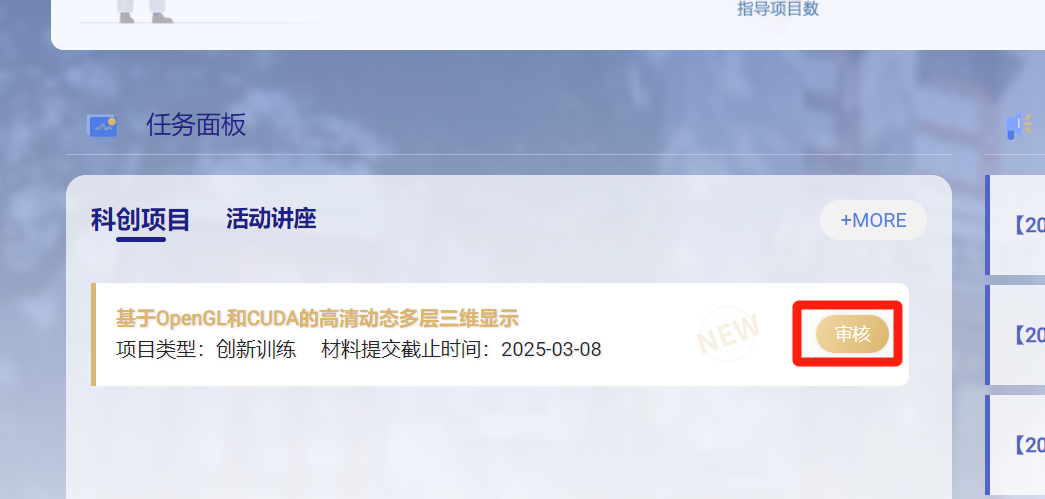 指导项目数
任务面板
科创项目 活动讲座
+MORE
基于OpenGL和CUDA的高清动态多层三维显示
NEW
审核
项目类型：创新训练 材料提交截止时间：2025-03-08
【20
【20
【20